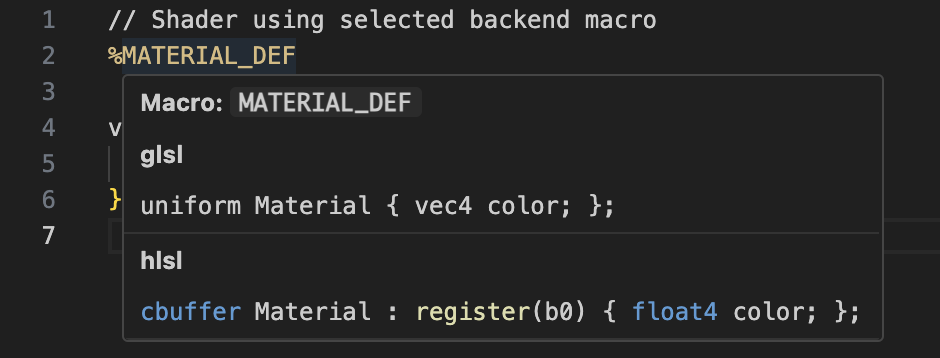 1 // Shader using selected backend macro
2 %MATERIAL_DEF
3
Macro: MATERIAL_DEF
4 v
glsl
5
6 }
uniform Material { vec4 color; };
7
hlsl
cbuffer Material : register(b0) { float4 color; };